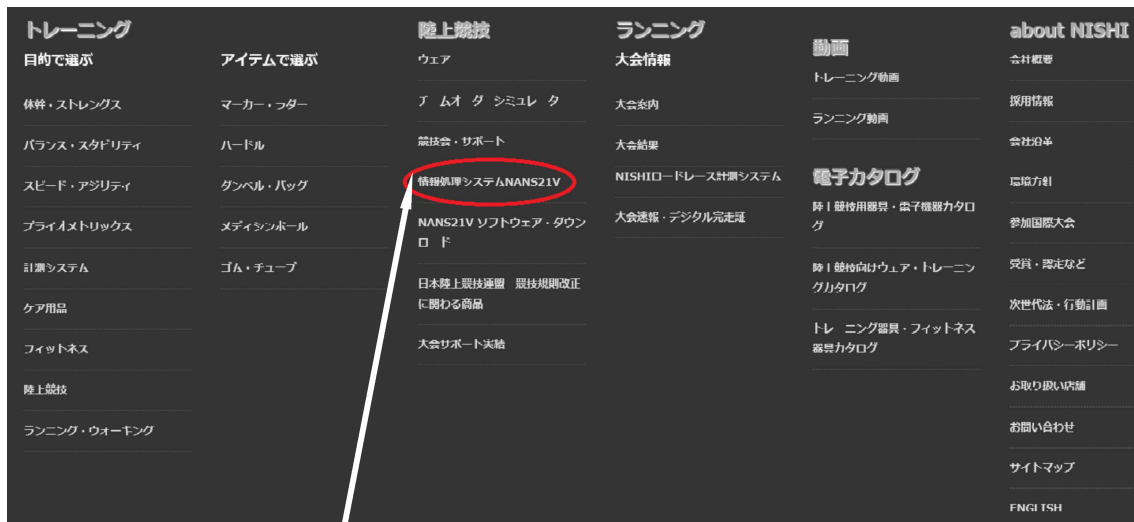 トレーニング
目的で選ぶ
体幹・ストレングス
バランス・スタビリティ
スピード・アジリティ
プライオメトリックス
計測システム
ケア用品
フィットネス
陸上競技
ランニング・ウォーキング
アイテムで選ぶ
マーカー・ラダー
ハードル
ダンベル・バッグ
メディシンボール
ゴム・チューブ
陸上競技
ウェア
チームオーダーシミュレーター
競技会・サポート
情報処理システムNANS21V
NANS21V ソフトウェア・ダウン
ロード
日本陸上競技連盟 競技規則改正
に関わる商品
大会サポート実績
ランニング
大会情報
大会案内
大会結果
NISHIロードレース計測システム
大会速報・デジタル完走証
動画
トレーニング動画
ランニング動画
電子カタログ
陸上競技用器具・電子機器カタロ
グ
陸上競技向けウェア・トレーニン
グカタログ
トレーニング器具・フィットネス
器具カタログ
about NISHI
会社概要
採用情報
会社沿革
環境方針
参加国際大会
受賞・認定など
次世代法・行動計画
プライバシーポリシー
お取り扱い店舗
お問い合わせ
サイトマップ
ENGLISH